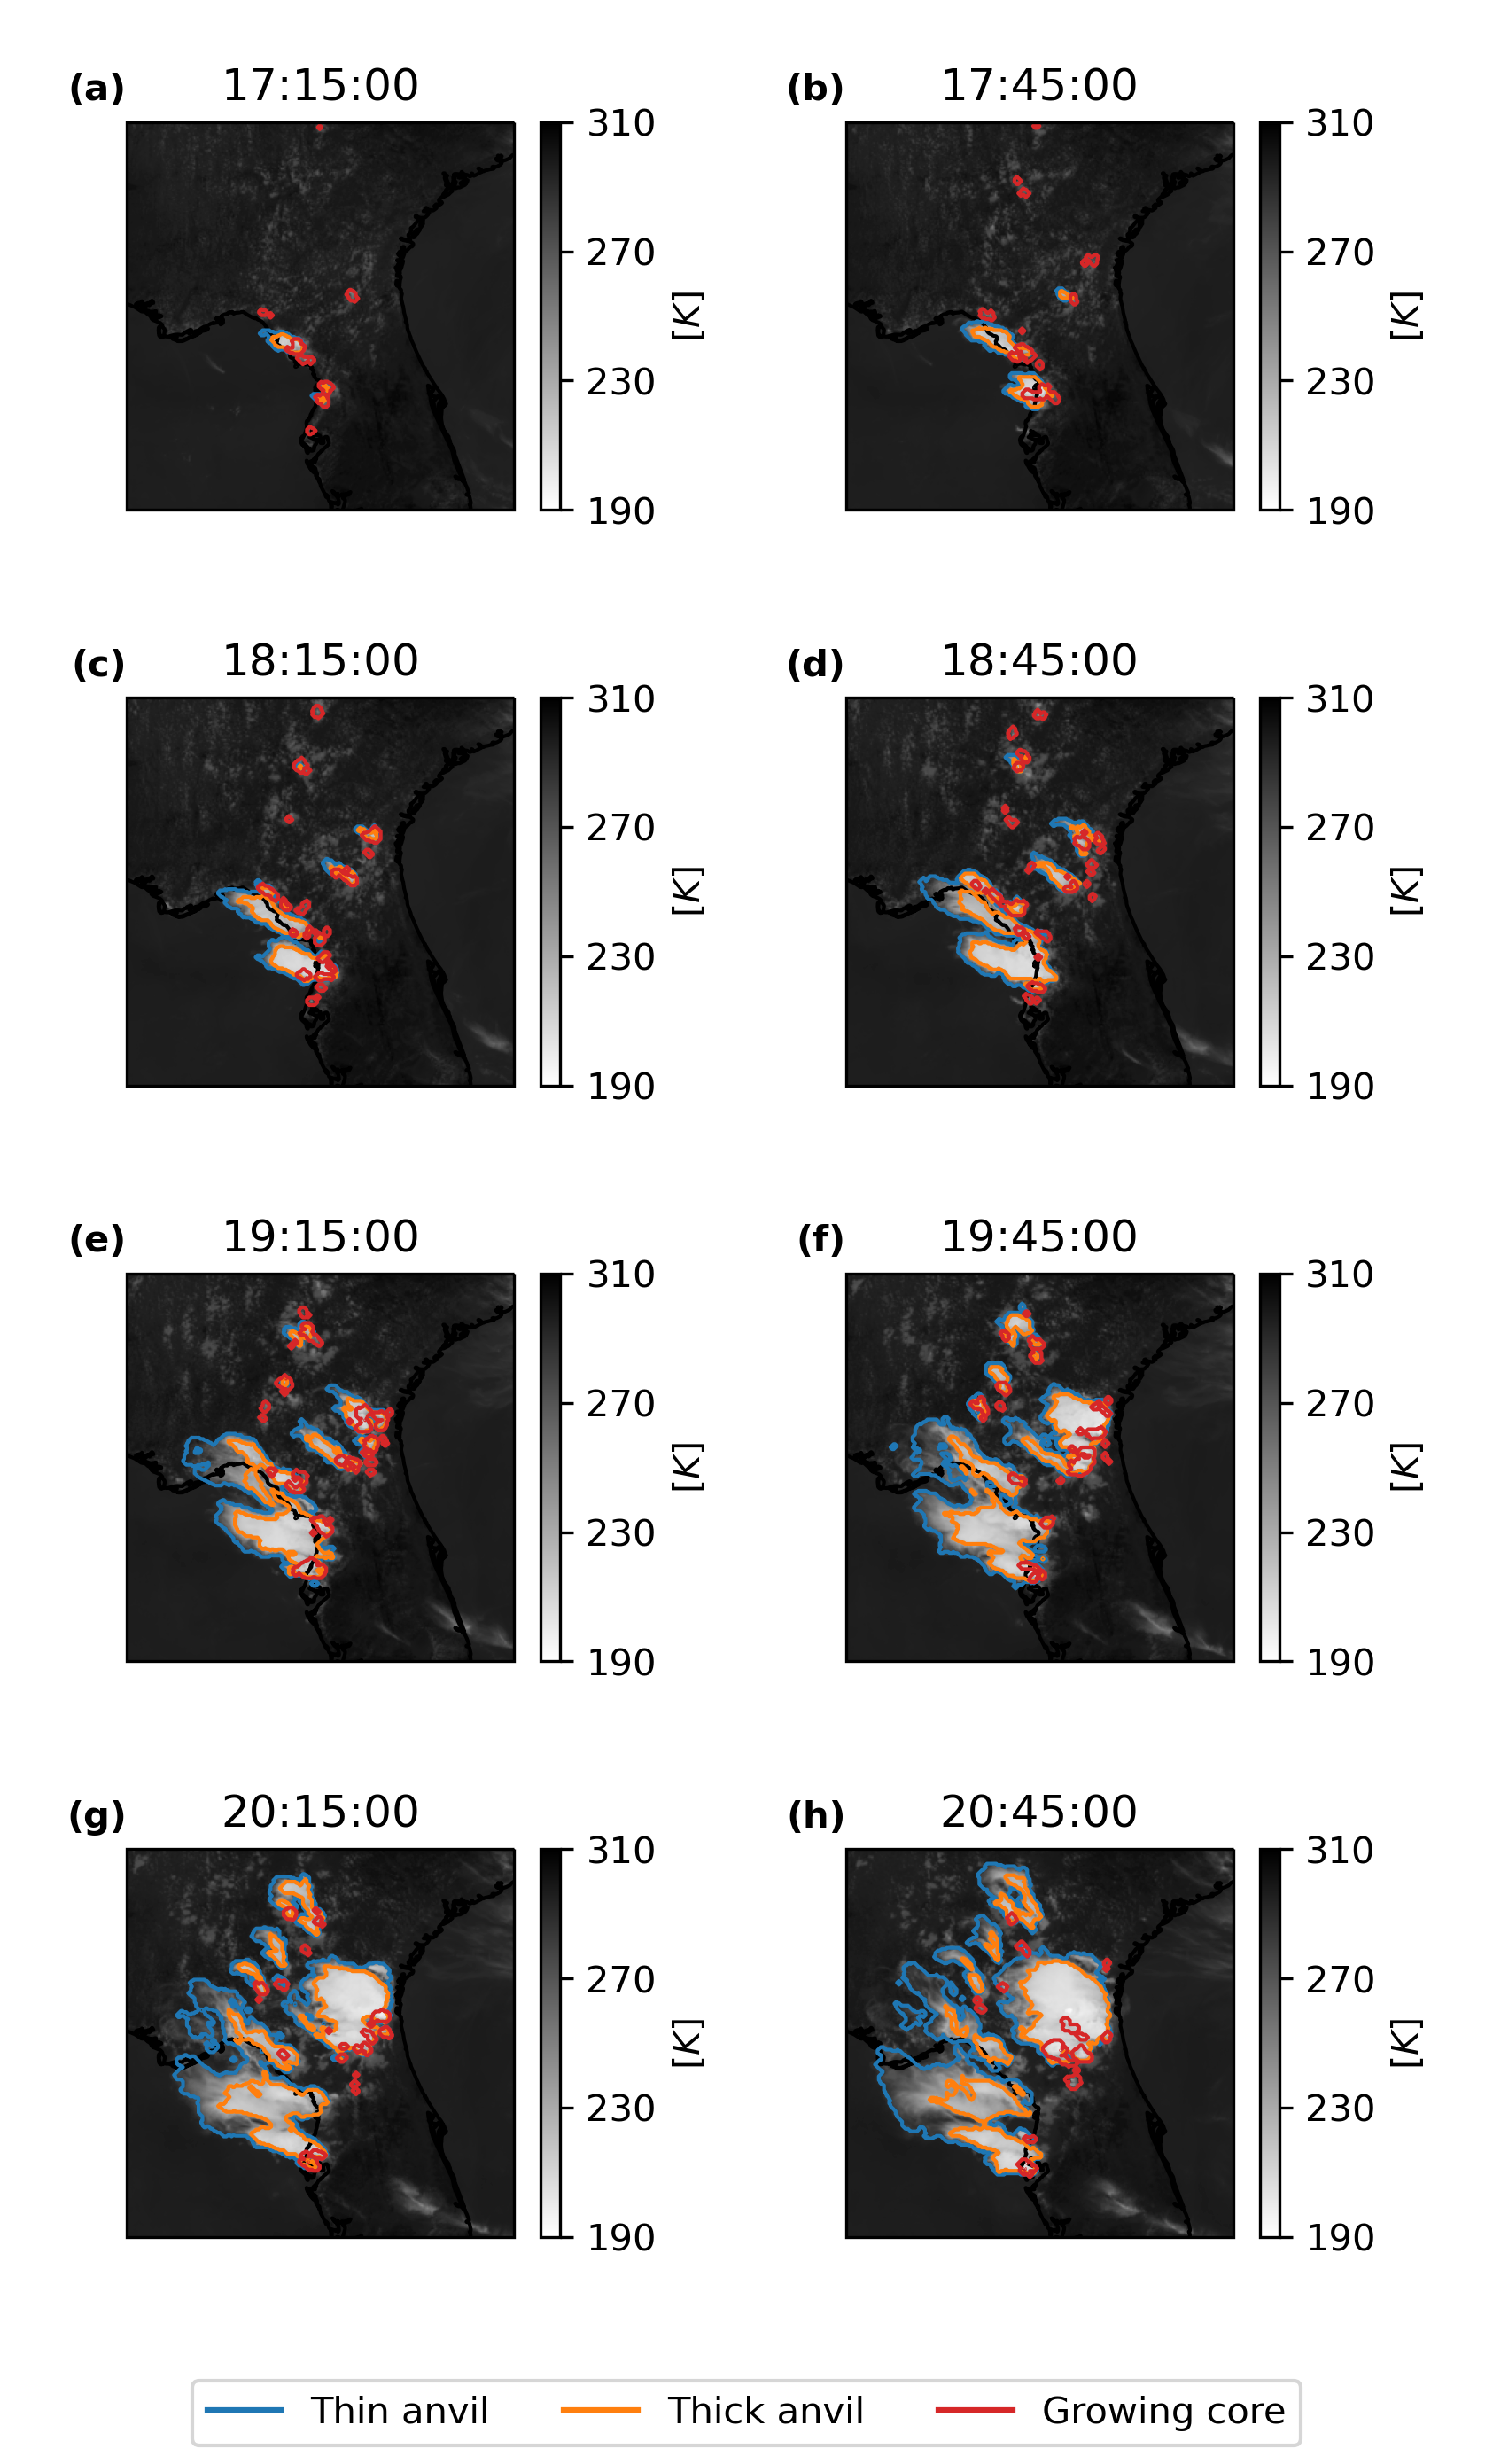 (a) 17:15:00
310
270
230
190
[K]
(b) 17:45:00
310
270
230
190
[K]
(c) 18:15:00
310
270
230
190
[K]
(d) 18:45:00
310
270
230
190
[K]
(e) 19:15:00
310
270
230
190
[K]
(f) 19:45:00
310
270
230
190
[K]
(g) 20:15:00
310
270
230
190
[K]
(h) 20:45:00
310
270
230
190
[K]
Thin anvil Thick anvil Growing core